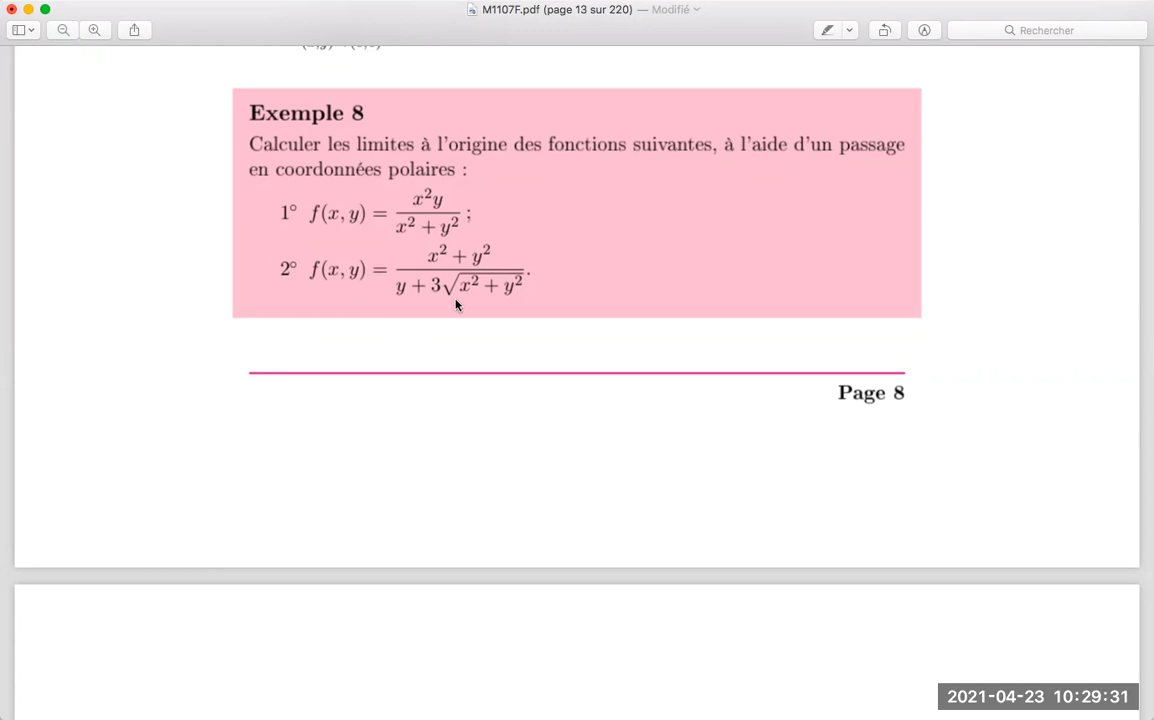 M1107F.pdf (page 13 sur 220) — Modifié
Rechercher
Exemple 8
Calculer les limites à l'origine des fonctions suivantes, à l'aide d'un passage
en coordonnées polaires :
1° f(x, y) = x²y / (x² + y²) ;
2° f(x, y) = (x² + y²) / (y + 3√(x² + y²)).
Page 8
2021-04-23 10:29:31